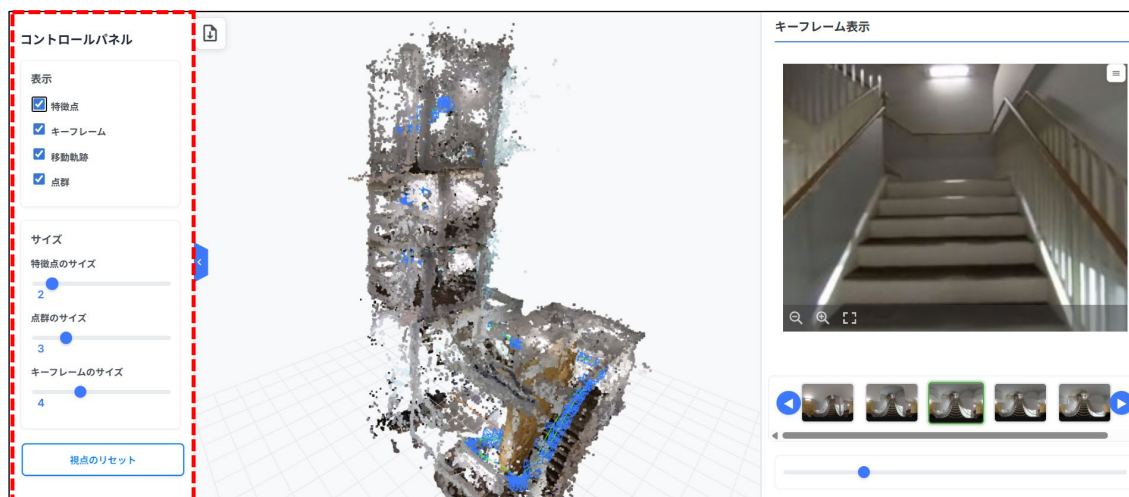 コントロールパネル
表示
特徴点
キーフレーム
移動軌跡
点群
サイズ
特徴点のサイズ
2
点群のサイズ
3
キーフレームのサイズ
4
視点のリセット
キーフレーム表示